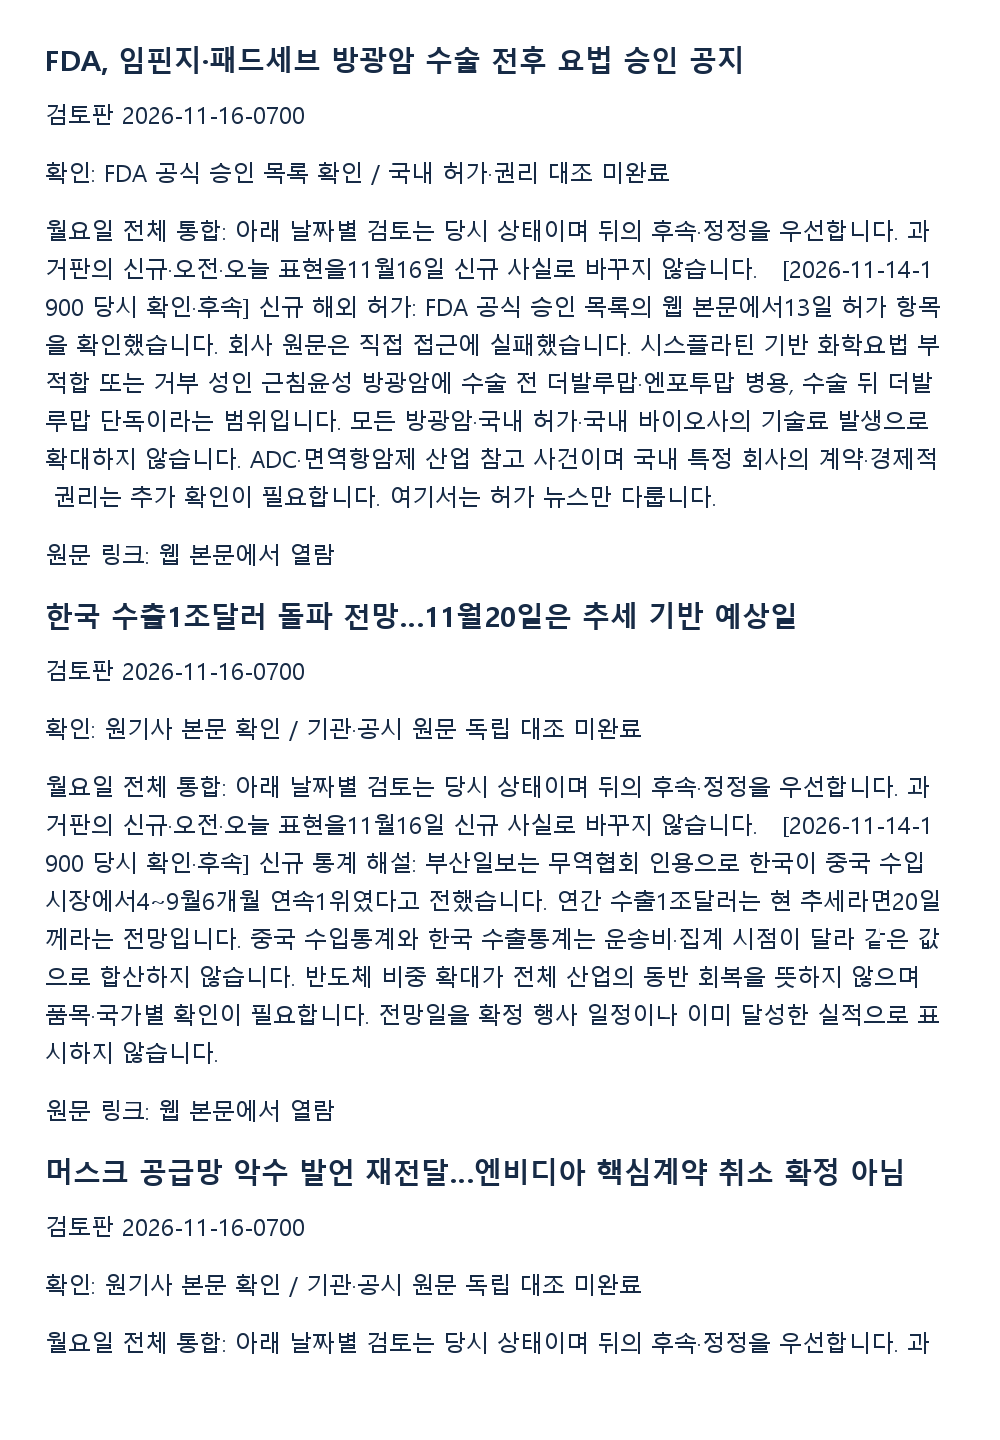 FDA, 임핀지·패드세브 방광암 수술 전후 요법 승인 공지
검토판 2026-11-16-0700
확인: FDA 공식 승인 목록 확인 / 국내 허가·권리 대조 미완료
월요일 전체 통합: 아래 날짜별 검토는 당시 상태이며 뒤의 후속·정정을 우선합니다. 과
거판의 신규·오전·오늘 표현을11월16일 신규 사실로 바꾸지 않습니다. [2026-11-14-1
900 당시 확인·후속] 신규 해외 허가: FDA 공식 승인 목록의 웹 본문에서13일 허가 항목
을 확인했습니다. 회사 원문은 직접 접근에 실패했습니다. 시스플라틴 기반 화학요법 부
적합 또는 거부 성인 근침윤성 방광암에 수술 전 더발루맙·엔포투맙 병용, 수술 뒤 더발
루맙 단독이라는 범위입니다. 모든 방광암·국내 허가·국내 바이오사의 기술료 발생으로
확대하지 않습니다. ADC·면역항암제 산업 참고 사건이며 국내 특정 회사의 계약·경제적
권리는 추가 확인이 필요합니다. 여기서는 허가 뉴스만 다룹니다.
원문 링크: 웹 본문에서 열람
한국 수출1조달러 돌파 전망…11월20일은 추세 기반 예상일
검토판 2026-11-16-0700
확인: 원기사 본문 확인 / 기관·공시 원문 독립 대조 미완료
월요일 전체 통합: 아래 날짜별 검토는 당시 상태이며 뒤의 후속·정정을 우선합니다. 과
거판의 신규·오전·오늘 표현을11월16일 신규 사실로 바꾸지 않습니다. [2026-11-14-1
900 당시 확인·후속] 신규 통계 해설: 부산일보는 무역협회 인용으로 한국이 중국 수입
시장에서4~9월6개월 연속1위였다고 전했습니다. 연간 수출1조달러는 현 추세라면20일
께라는 전망입니다. 중국 수입통계와 한국 수출통계는 운송비·집계 시점이 달라 같은 값
으로 합산하지 않습니다. 반도체 비중 확대가 전체 산업의 동반 회복을 뜻하지 않으며
품목·국가별 확인이 필요합니다. 전망일을 확정 행사 일정이나 이미 달성한 실적으로 표
시하지 않습니다.
원문 링크: 웹 본문에서 열람
머스크 공급망 악수 발언 재전달…엔비디아 핵심계약 취소 확정 아님
검토판 2026-11-16-0700
확인: 원기사 본문 확인 / 기관·공시 원문 독립 대조 미완료
월요일 전체 통합: 아래 날짜별 검토는 당시 상태이며 뒤의 후속·정정을 우선합니다. 과